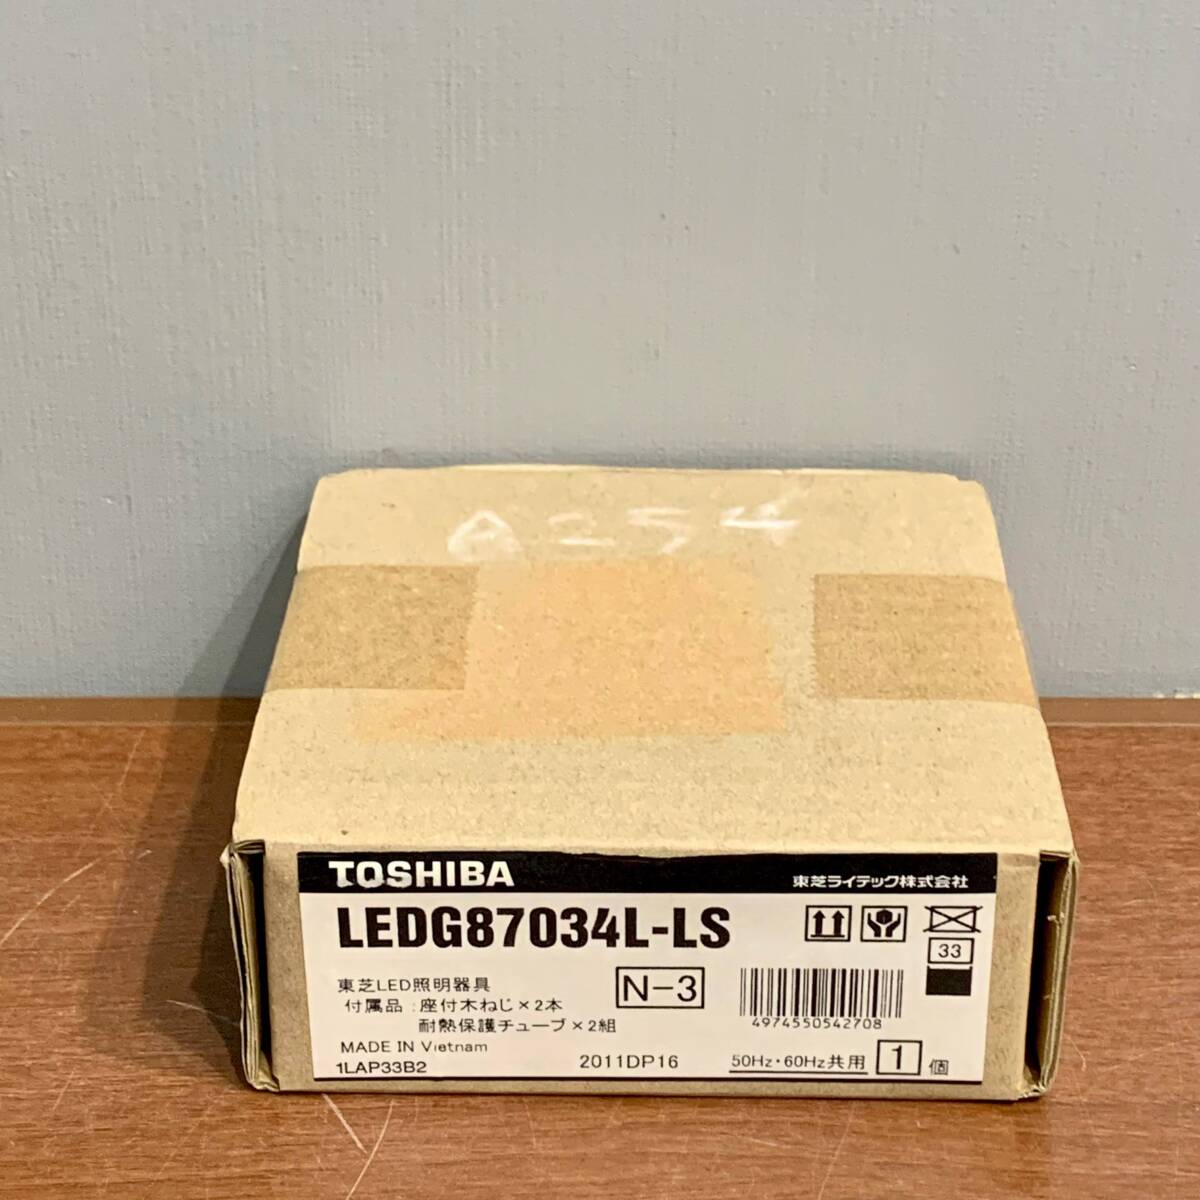 A254
TOSHIBA 東芝ライテック株式会社
LEDG87034L-LS
33
東芝LED照明器具 N-3
付属品:座付木ねじ×2本
耐熱保護チューブ×2組
4974550542708
MADE IN Vietnam
1LAP33B2 2011DP16 50Hz・60Hz共用 1 個